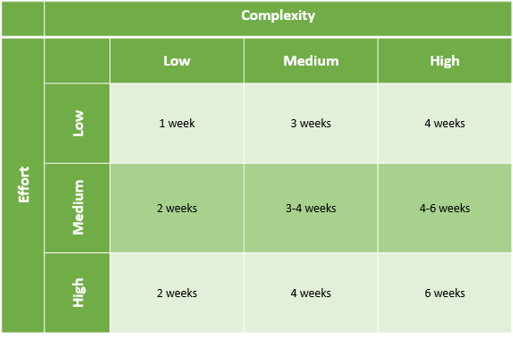 Complexity
Low Medium High
Effort
Low 1 week 3 weeks 4 weeks
Medium 2 weeks 3-4 weeks 4-6 weeks
High 2 weeks 4 weeks 6 weeks